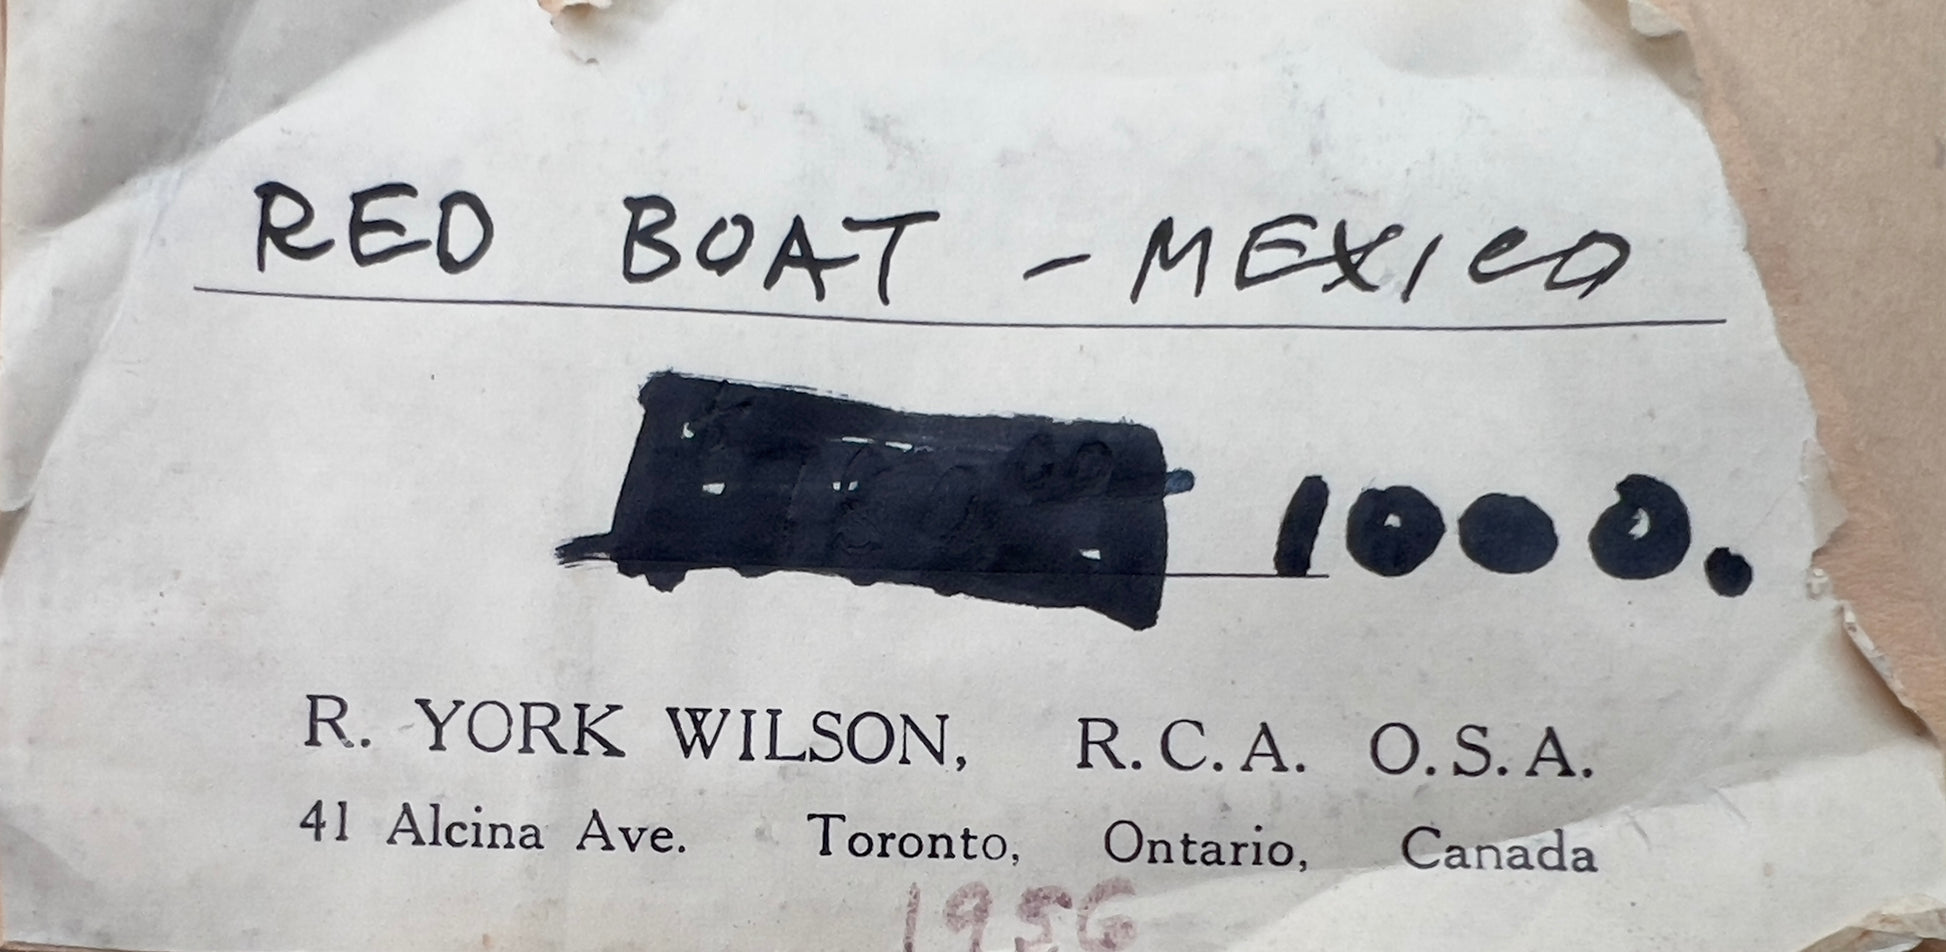 RED BOAT - MEXICO
1000.
R. YORK WILSON, R.C.A. O.S.A.
41 Alcina Ave. Toronto, Ontario, Canada
1956